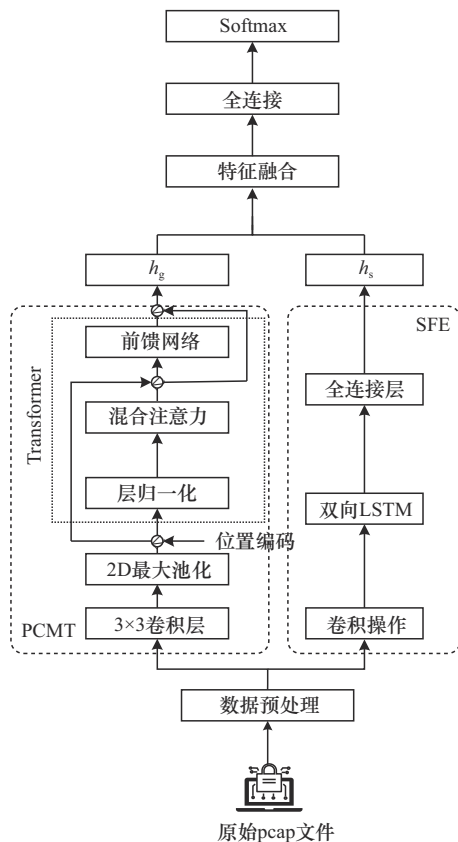 Softmax
全连接
特征融合
h_g
h_s
SFE
前馈网络
Transformer
混合注意力
全连接层
层归一化
双向LSTM
位置编码
2D最大池化
3×3卷积层
PCMT
卷积操作
数据预处理
原始pcap文件